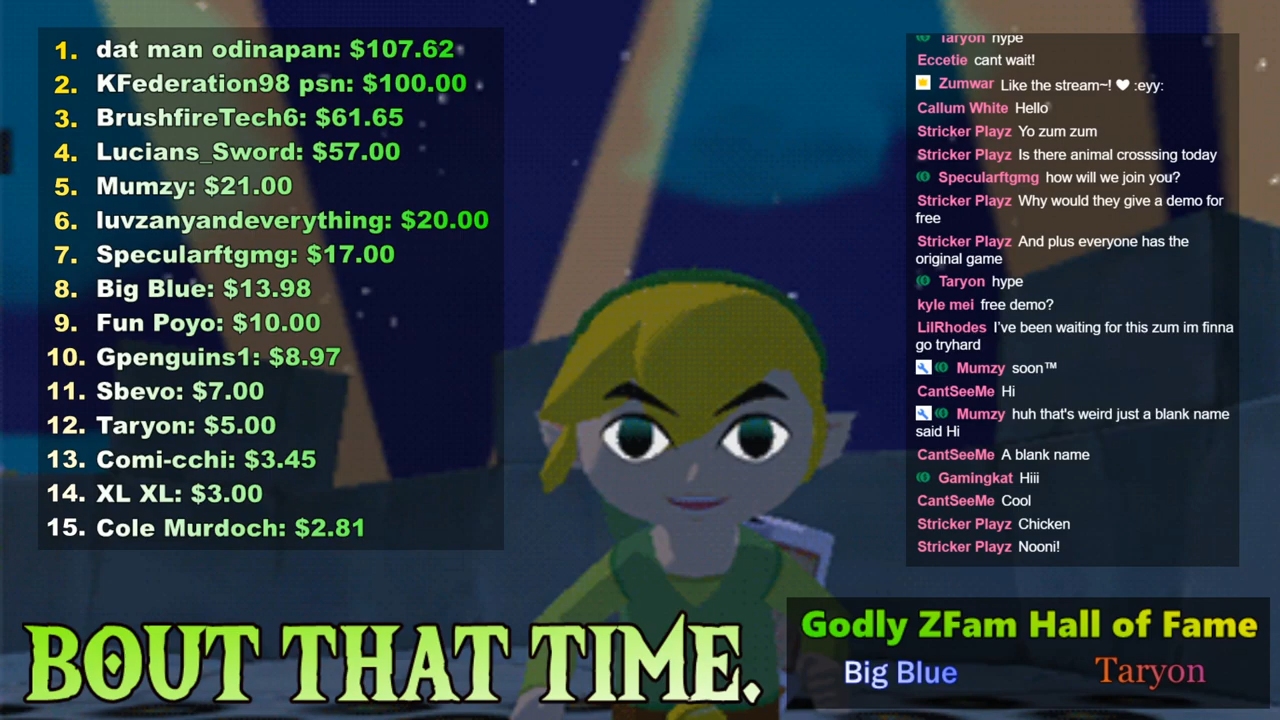 1. dat man odinapan: $107.62
2. KFederation98 psn: $100.00
3. BrushfireTech6: $61.65
4. Lucians_Sword: $57.00
5. Mumzy: $21.00
6. luvzanyandeverything: $20.00
7. Specularftgmg: $17.00
8. Big Blue: $13.98
9. Fun Poyo: $10.00
10. Gpenguins1: $8.97
11. Sbevo: $7.00
12. Taryon: $5.00
13. Comi-cchi: $3.45
14. XL XL: $3.00
15. Cole Murdoch: $2.81
Taryon hype
Eccetie cant wait!
Zumwar Like the stream~! ♥ :eyy:
Callum White Hello
Stricker Playz Yo zum zum
Stricker Playz Is there animal crosssing today
Specularftgmg how will we join you?
Stricker Playz Why would they give a demo for
free
Stricker Playz And plus everyone has the
original game
Taryon hype
kyle mei free demo?
LilRhodes I've been waiting for this zum im finna
go tryhard
Mumzy soon™
CantSeeMe Hi
Mumzy huh that's weird just a blank name
said Hi
CantSeeMe A blank name
Gamingkat Hiii
CantSeeMe Cool
Stricker Playz Chicken
Stricker Playz Nooni!
BOUT THAT TIME.
Godly ZFam Hall of Fame
Big Blue Taryon